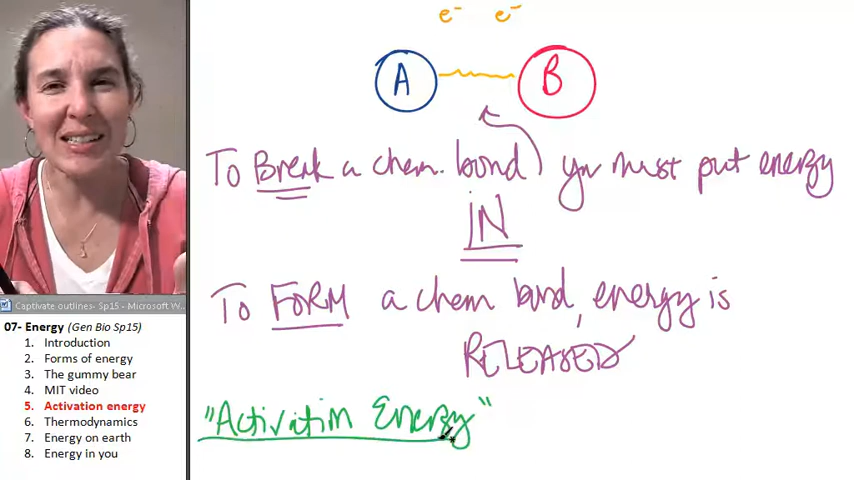 e⁻ e⁻
A B
To Break a chem. bond you must put energy
IN
To FORM a chem bond, energy is
RELEASED
"Activation Energy"
Captivate outlines- Sp15 - Microsoft W...
07- Energy (Gen Bio Sp15)
1. Introduction
2. Forms of energy
3. The gummy bear
4. MIT video
5. Activation energy
6. Thermodynamics
7. Energy on earth
8. Energy in you